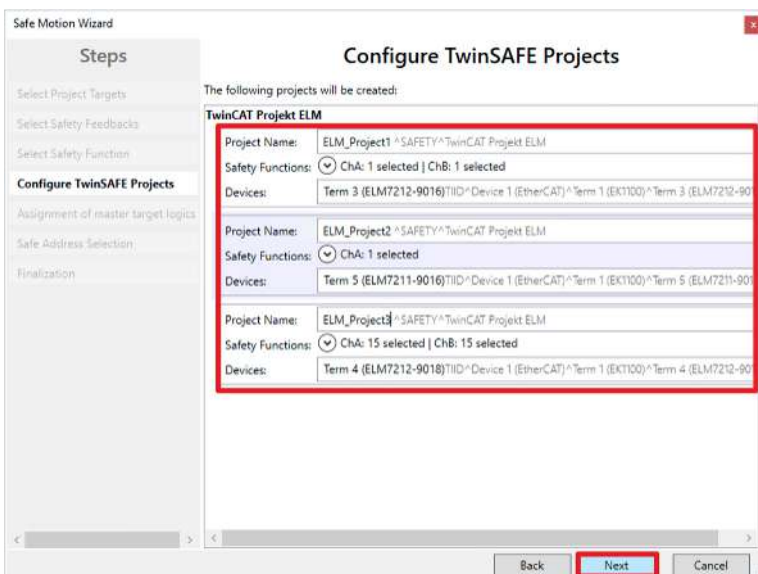 Safe Motion Wizard
x
Steps
Select Project Targets
Select Safety Feedbacks
Select Safety Function
Configure TwinSAFE Projects
Assignment of master target logics
Safe Address Selection
Finalization
Configure TwinSAFE Projects
The following projects will be created:
TwinCAT Projekt ELM
Project Name: ELM_Project1 ^SAFETY^TwinCAT Projekt ELM
Safety Functions: ChA: 1 selected | ChB: 1 selected
Devices: Term 3 (ELM7212-9016)TIID^Device 1 (EtherCAT)^Term 1 (EK1100)^Term 3 (ELM7212-901
Project Name: ELM_Project2 ^SAFETY^TwinCAT Projekt ELM
Safety Functions: ChA: 1 selected
Devices: Term 5 (ELM7211-9016)TIID^Device 1 (EtherCAT)^Term 1 (EK1100)^Term 5 (ELM7211-901
Project Name: ELM_Project3 ^SAFETY^TwinCAT Projekt ELM
Safety Functions: ChA: 15 selected | ChB: 15 selected
Devices: Term 4 (ELM7212-9018)TIID^Device 1 (EtherCAT)^Term 1 (EK1100)^Term 4 (ELM7212-90
Back Next Cancel